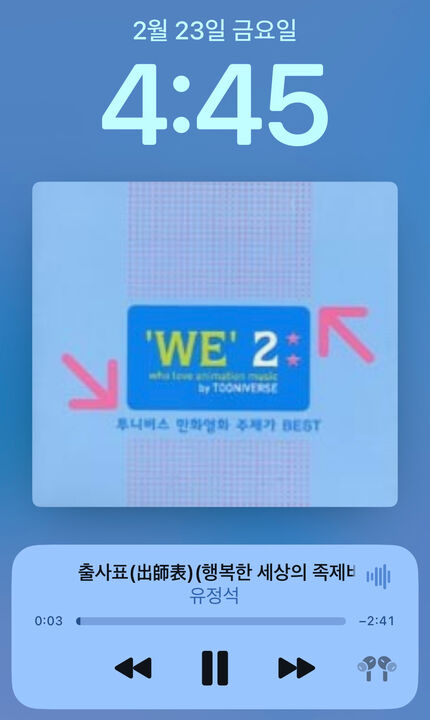 2월 23일 금요일
4:45
'WE' 2
who love animation music
by TOONIVERSE
투니버스 만화영화 주제가 BEST
출사표(出師表)(행복한 세상의 족제비
유정석
0:03
−2:41